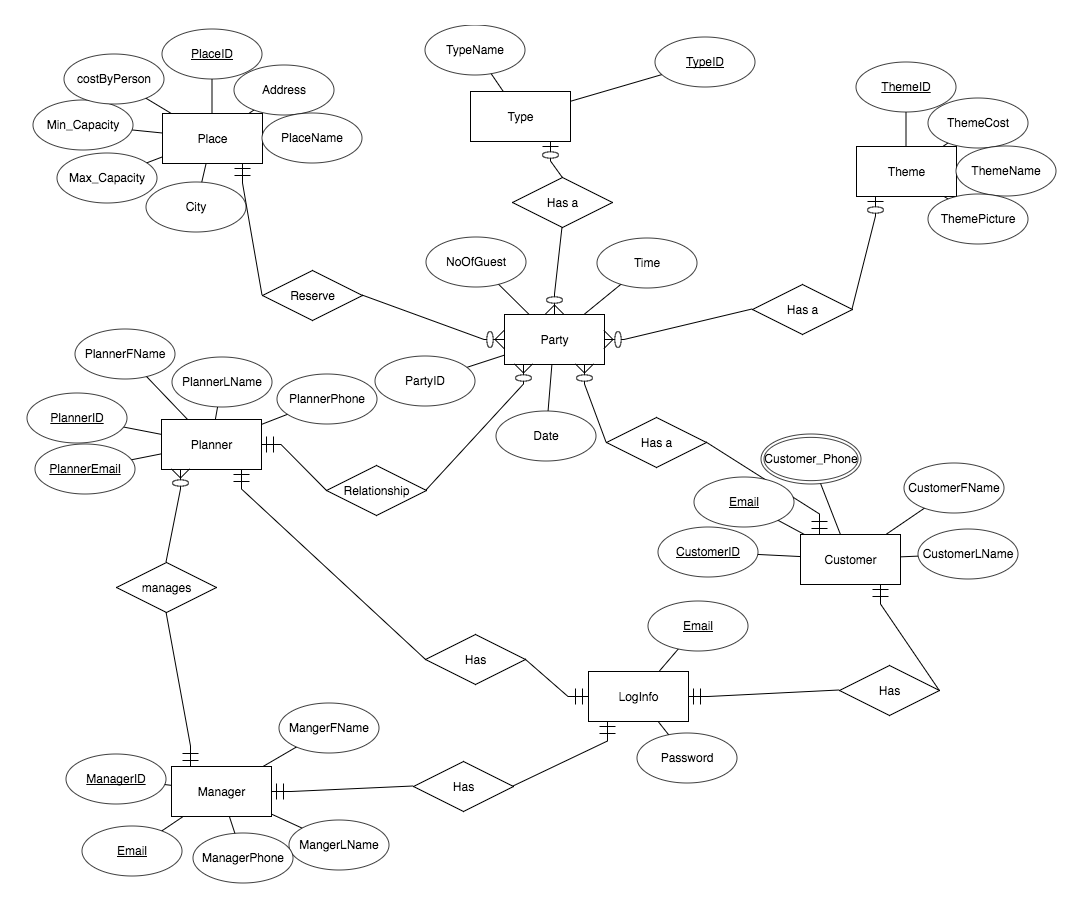 TypeName
PlaceID
TypeID
costByPerson
ThemeID
Address
Type
Min_Capacity
ThemeCost
Place
PlaceName
Theme
ThemeName
Max_Capacity
Has a
City
ThemePicture
NoOfGuest
Time
Reserve
Has a
Party
PlannerFName
PlannerLName
PartyID
PlannerPhone
PlannerID
Date
Planner
Has a
Customer_Phone
PlannerEmail
Relationship
CustomerFName
Email
CustomerID
Customer
CustomerLName
manages
Email
Has
LogInfo
Has
MangerFName
Password
ManagerID
Manager
Has
MangerLName
Email
ManagerPhone